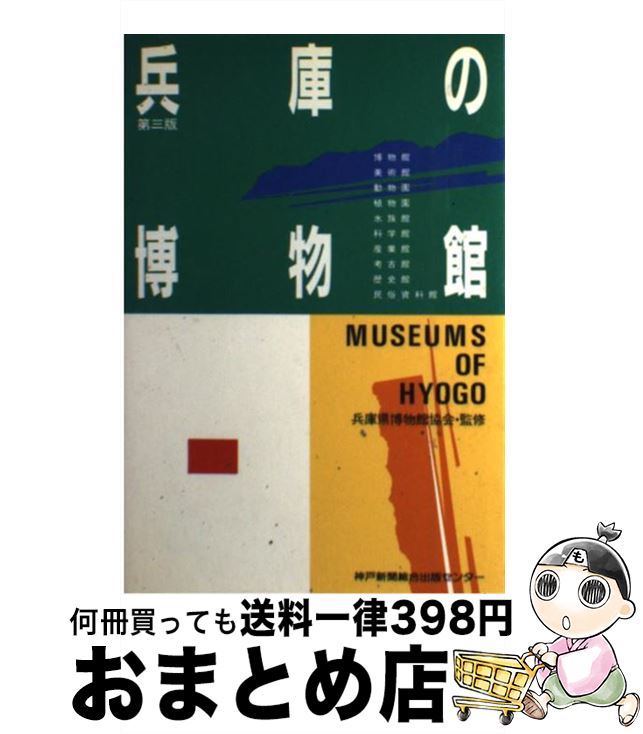 兵庫の
第三版
博物館
美術館
動物園
植物園
水族館
科学館
産業館
考古館
歴史館
民俗資料館
博物館
MUSEUMS
OF
HYOGO
兵庫県博物館協会・監修
神戸新聞総合出版センター
何冊買っても送料一律398円
おまとめ店
も